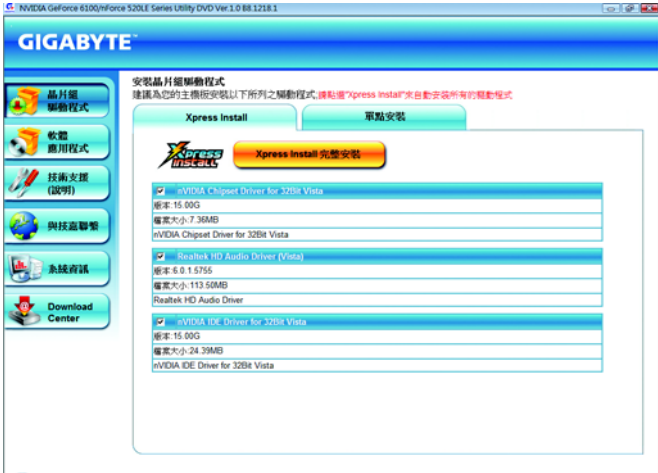 NVIDIA GeForce 6100/nForce 520LE Series Utility DVD Ver.1.0 B8.1218.1
GIGABYTE™
安裝晶片組驅動程式
建議為您的主機板安裝以下所列之驅動程式;請點選"Xpress Install"來自動安裝所有的驅動程式
晶片組
驅動程式
軟體
應用程式
技術支援
(說明)
與技嘉聯繫
系統資訊
Download
Center
Xpress Install
單點安裝
Xpress
Install
Xpress Install 完整安裝
nVIDIA Chipset Driver for 32Bit Vista
版本:15.00G
檔案大小:7.36MB
nVIDIA Chipset Driver for 32Bit Vista
Realtek HD Audio Driver (Vista)
版本:6.0.1.5755
檔案大小:113.50MB
Realtek HD Audio Driver
nVIDIA IDE Driver for 32Bit Vista
版本:15.00G
檔案大小:24.39MB
nVIDIA IDE Driver for 32Bit Vista